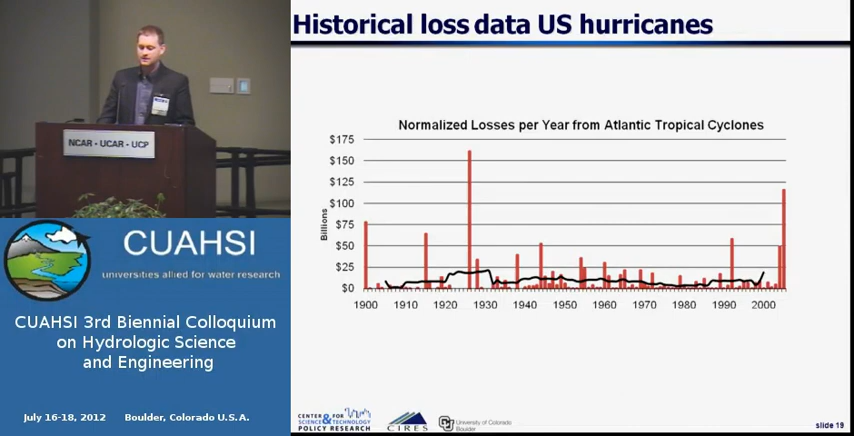 Historical loss data US hurricanes
NCAR - UCAR - UCP
CUAHSI
universities allied for water research
CUAHSI 3rd Biennial Colloquium
on Hydrologic Science
and Engineering
July 16-18, 2012 Boulder, Colorado U.S.A.
Normalized Losses per Year from Atlantic Tropical Cyclones
Billions
$175
$150
$125
$100
$75
$50
$25
$0
1900 1910 1920 1930 1940 1950 1960 1970 1980 1990 2000
CENTER FOR
SCIENCE & TECHNOLOGY
POLICY RESEARCH
CIRES
CU
University of Colorado
Boulder
slide 19